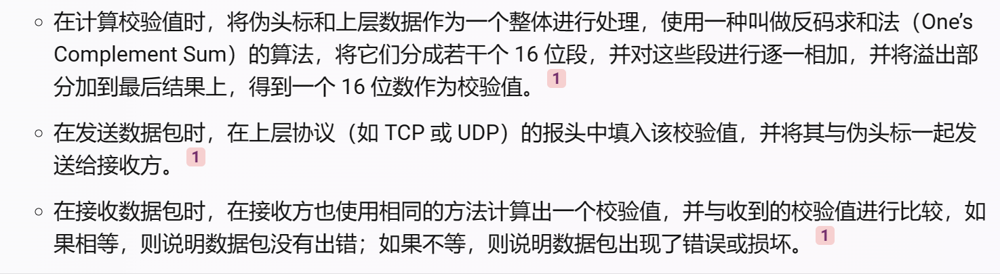 在计算校验值时，将伪头标和上层数据作为一个整体进行处理，使用一种叫做反码求和法（One’s
Complement Sum）的算法，将它们分成若干个 16 位段，并对这些段进行逐一相加，并将溢出部
分加到最后结果上，得到一个 16 位数作为校验值。 1
在发送数据包时，在上层协议（如 TCP 或 UDP）的报头中填入该校验值，并将其与伪头标一起发
送给接收方。 1
在接收数据包时，在接收方也使用相同的方法计算出一个校验值，并与收到的校验值进行比较，如
果相等，则说明数据包没有出错；如果不等，则说明数据包出现了错误或损坏。 1